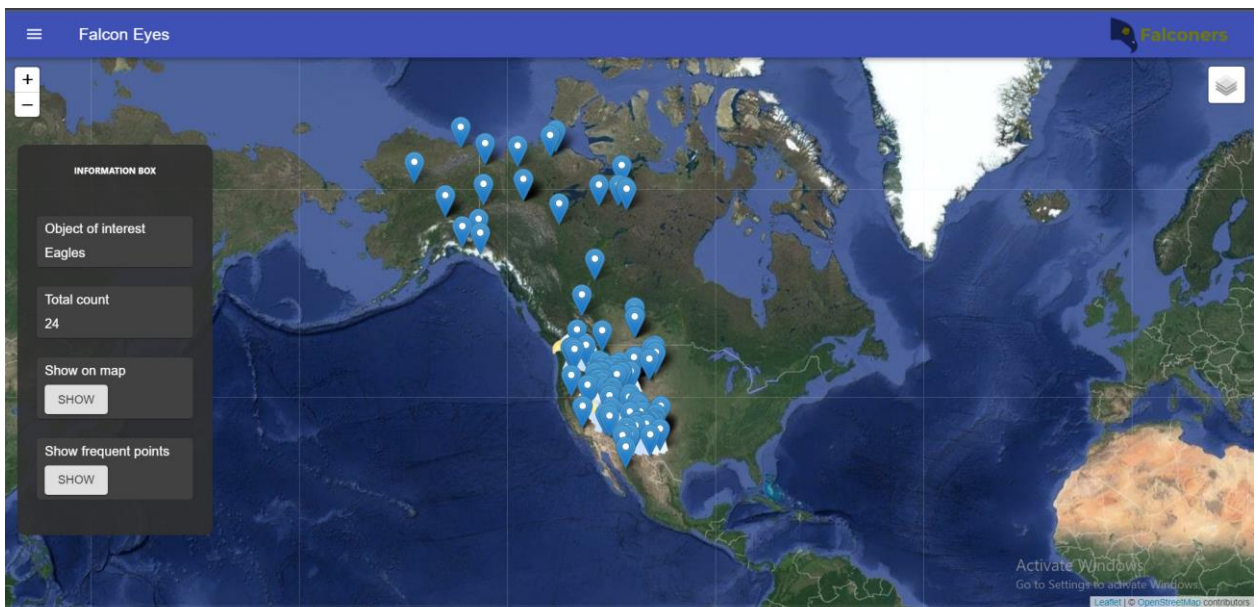 Falcon Eyes
Falconers
+
−
INFORMATION BOX
Object of interest
Eagles
Total count
24
Show on map
SHOW
Show frequent points
SHOW
Activate Windows
Go to Settings to activate Windows.
Leaflet | © OpenStreetMap contributors